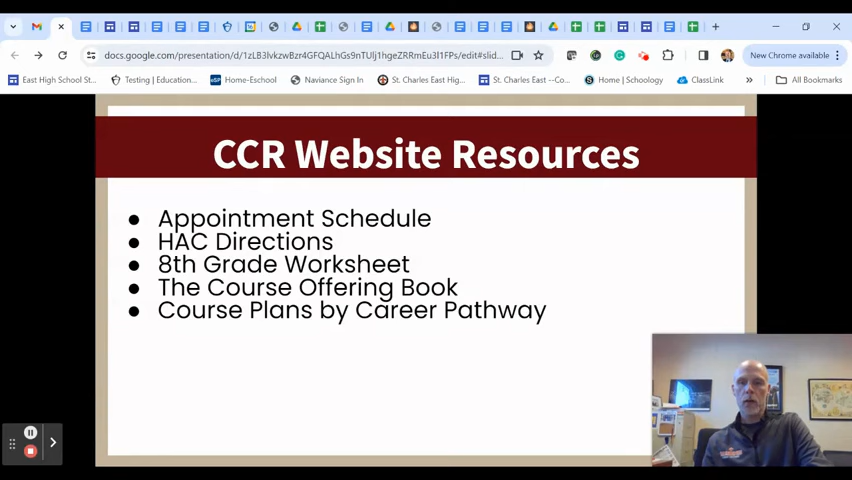 docs.google.com/presentation/d/1zLB3lvkzwBzr4GFQALhGs9nTUlj1hgeZRRmEu3l1FPs/edit#slid...
New Chrome available
East High School St...
Testing | Education...
Home-Eschool
Naviance Sign In
St. Charles East Hig...
St. Charles East --Co...
Home | Schoology
ClassLink
All Bookmarks
CCR Website Resources
• Appointment Schedule
• HAC Directions
• 8th Grade Worksheet
• The Course Offering Book
• Course Plans by Career Pathway